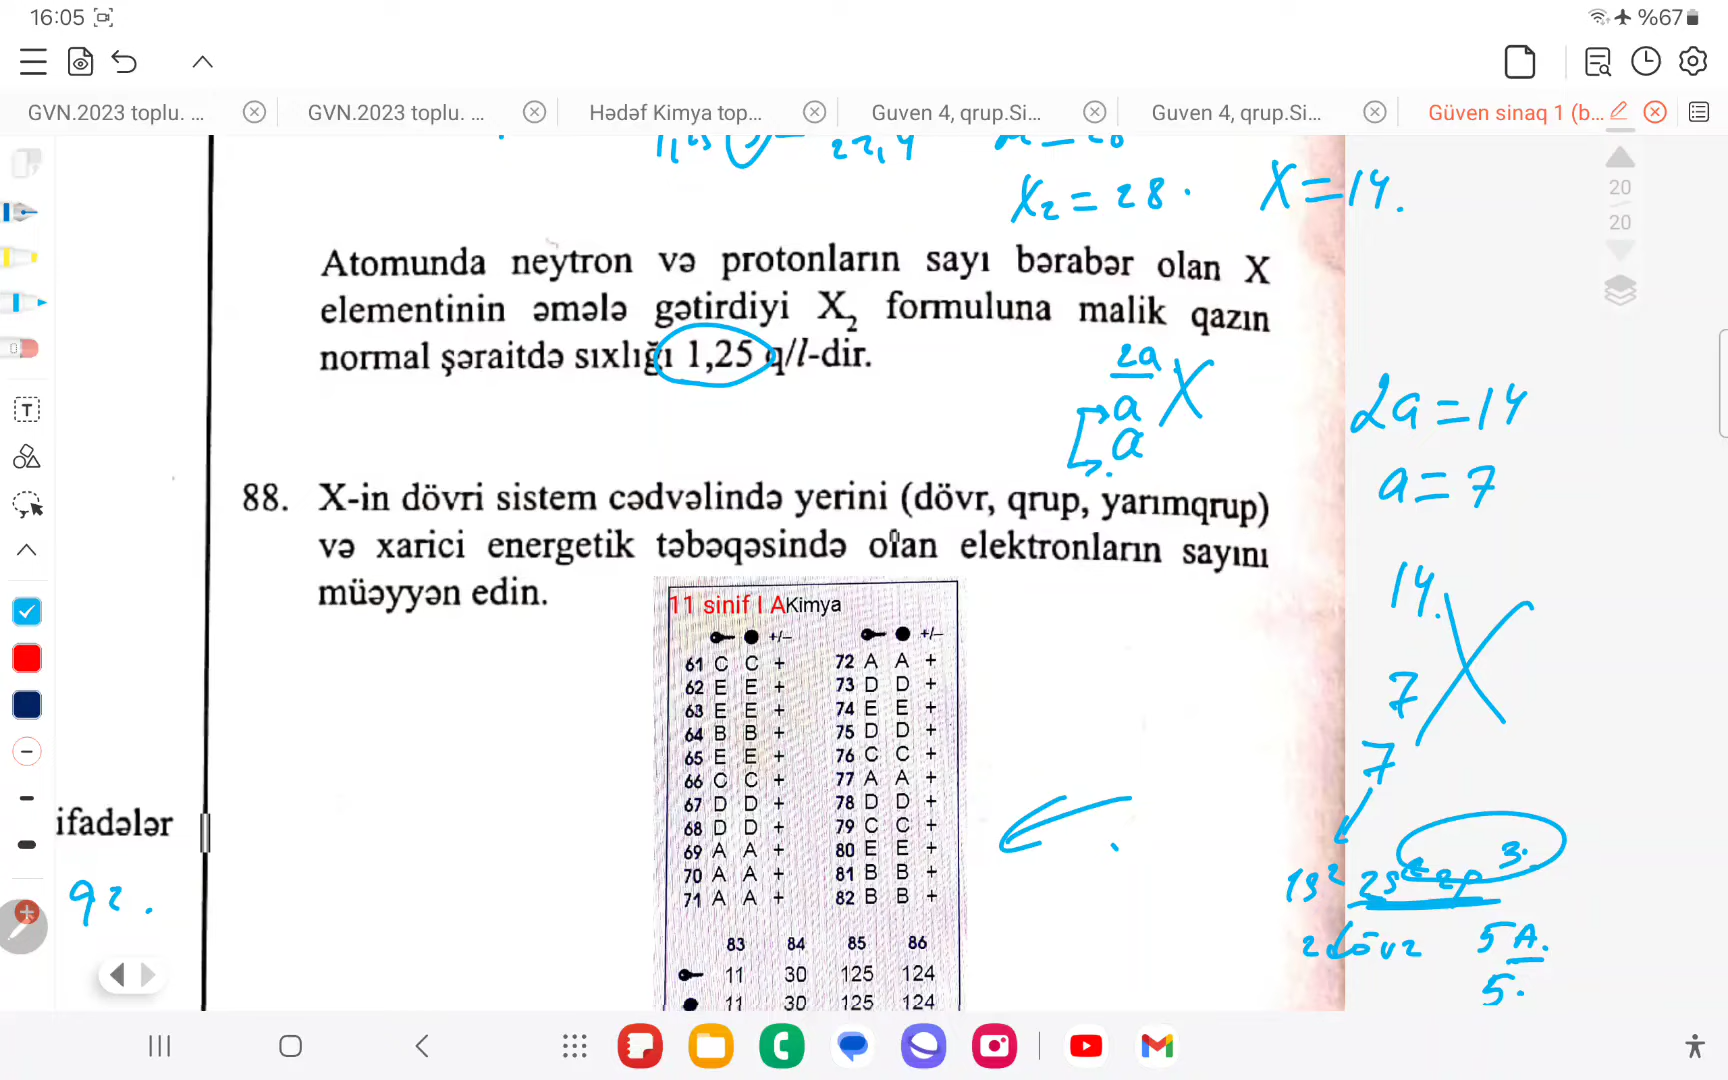 16:05
%67
GVN.2023 toplu. ...
GVN.2023 toplu. ...
Hədəf Kimya top...
Guven 4, qrup.Si...
Guven 4, qrup.Si...
Güven sinaq 1 (b...
20
20
X₂ = 28.
X = 14.
Atomunda neytron və protonların sayı bərabər olan X
elementinin əmələ gətirdiyi X₂ formuluna malik qazın
normal şəraitdə sıxlığı 1,25 q/l-dir.
2a
a X
a
2a = 14
a = 7
88. X-in dövri sistem cədvəlində yerini (dövr, qrup, yarımqrup)
və xarici energetik təbəqəsində olan elektronların sayını
müəyyən edin.
14.
7 X
7
1s² 2s² 2p 3.
2 dövr 5 A.
5.
ifadələr
92.
11 sinif I A Kimya
+/– +/–
61 C C + 72 A A +
62 E E + 73 D D +
63 E E + 74 E E +
64 B B + 75 D D +
65 E E + 76 C C +
66 C C + 77 A A +
67 D D + 78 D D +
68 D D + 79 C C +
69 A A + 80 E E +
70 A A + 81 B B +
71 A A + 82 B B +
83 84 85 86
11 30 125 124
11 30 125 124